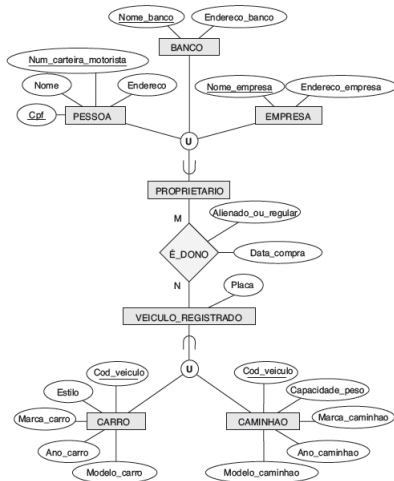 Nome_banco
Endereco_banco
BANCO
Num_carteira_motorista
Nome
Endereco
Cpf
PESSOA
Nome_empresa
Endereco_empresa
EMPRESA
U
PROPRIETARIO
M
Alienado_ou_regular
É_DONO
Data_compra
N
Placa
VEICULO_REGISTRADO
U
Cod_veiculo
Estilo
Marca_carro
CARRO
Ano_carro
Modelo_carro
Cod_veiculo
Capacidade_peso
Marca_caminhao
CAMINHAO
Ano_caminhao
Modelo_caminhao